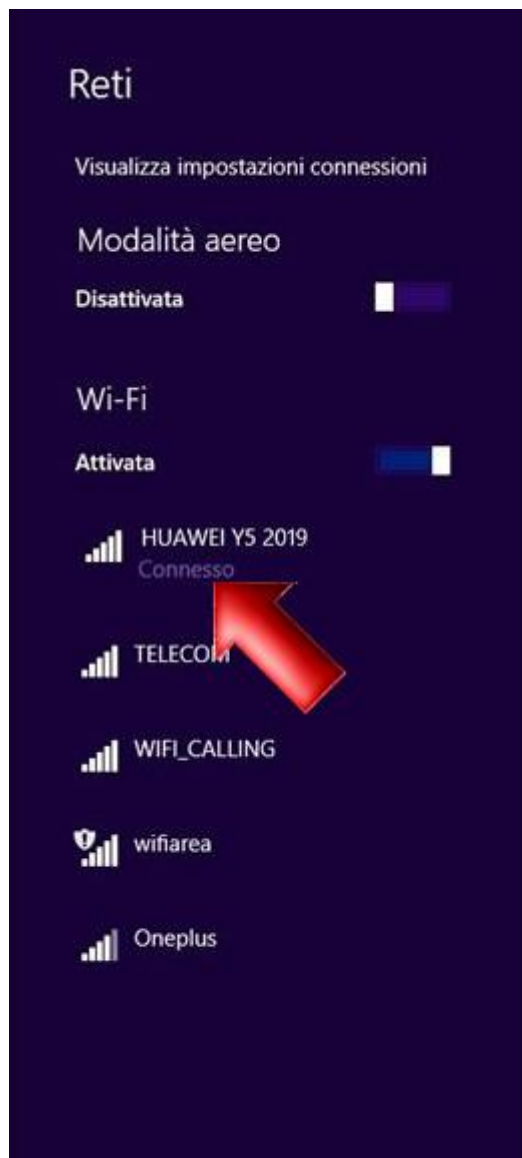 Reti
Visualizza impostazioni connessioni
Modalità aereo
Disattivata
Wi-Fi
Attivata
HUAWEI Y5 2019
Connesso
TELECOM
WIFI_CALLING
wifiarea
Oneplus